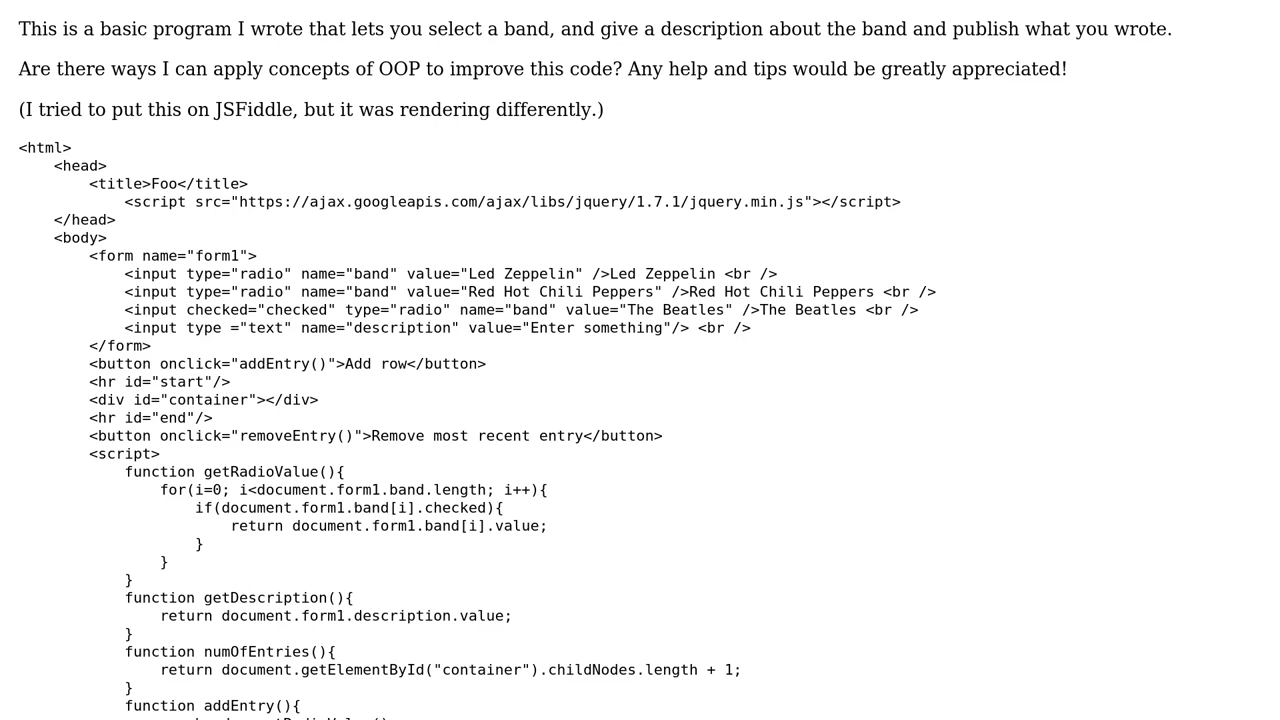 This is a basic program I wrote that lets you select a band, and give a description about the band and publish what you wrote.
Are there ways I can apply concepts of OOP to improve this code? Any help and tips would be greatly appreciated!
(I tried to put this on JSFiddle, but it was rendering differently.)
<html>
    <head>
        <title>Foo</title>
            <script src="https://ajax.googleapis.com/ajax/libs/jquery/1.7.1/jquery.min.js"></script>
    </head>
    <body>
        <form name="form1">
            <input type="radio" name="band" value="Led Zeppelin" />Led Zeppelin <br />
            <input type="radio" name="band" value="Red Hot Chili Peppers" />Red Hot Chili Peppers <br />
            <input checked="checked" type="radio" name="band" value="The Beatles" />The Beatles <br />
            <input type ="text" name="description" value="Enter something"/> <br />
        </form>
        <button onclick="addEntry()">Add row</button>
        <hr id="start"/>
        <div id="container"></div>
        <hr id="end"/>
        <button onclick="removeEntry()">Remove most recent entry</button>
        <script>
            function getRadioValue(){
                for(i=0; i<document.form1.band.length; i++){
                    if(document.form1.band[i].checked){
                        return document.form1.band[i].value;
                    }
                }
            }
            function getDescription(){
                return document.form1.description.value;
            }
            function numOfEntries(){
                return document.getElementById("container").childNodes.length + 1;
            }
            function addEntry(){